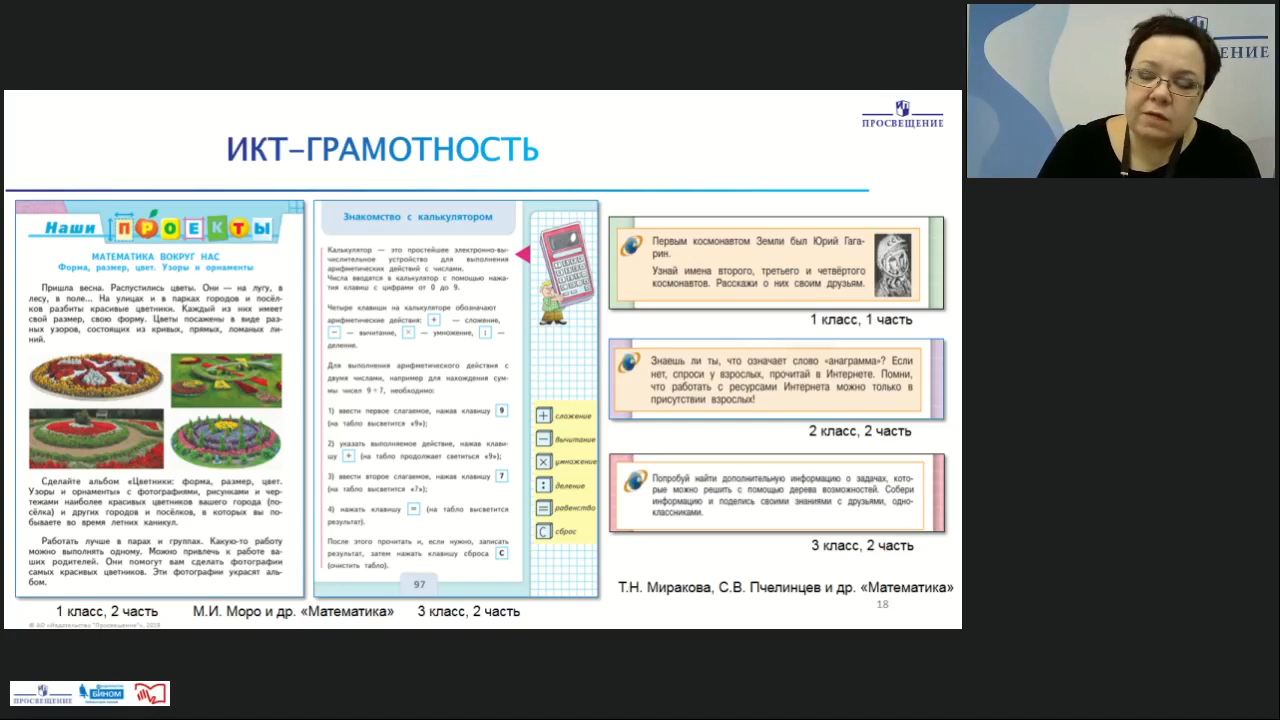 ИКТ-ГРАМОТНОСТЬ
ПРОСВЕЩЕНИЕ
Наши ПРОЕКТЫ
МАТЕМАТИКА ВОКРУГ НАС
Форма, размер, цвет. Узоры и орнаменты
Пришла весна. Распустились цветы. Они — на лугу, в
лесу, в поле... На улицах и в парках городов и посёл-
ков разбиты красивые цветники. Каждый из них имеет
свой размер, свою форму. Цветы посажены в виде раз-
ных узоров, состоящих из кривых, прямых, ломаных ли-
ний.
Сделайте альбом «Цветники: форма, размер, цвет.
Узоры и орнаменты» с фотографиями, рисунками и чер-
тежами наиболее красивых цветников вашего города (по-
сёлка) и других городов и посёлков, в которых вы по-
бываете во время летних каникул.
Работать лучше в парах и группах. Какую-то работу
можно выполнять одному. Можно привлечь к работе ва-
ших родителей. Они помогут вам сделать фотографии
самых красивых цветников. Эти фотографии украсят аль-
бом.
1 класс, 2 часть
Знакомство с калькулятором
Калькулятор — это простейшее электронно-вы-
числительное устройство для выполнения
арифметических действий с числами.
Числа вводятся в калькулятор с помощью нажа-
тия клавиш с цифрами от 0 до 9.
Четыре клавиши на калькуляторе обозначают
арифметические действия: + — сложение,
− — вычитание, × — умножение, : —
деление.
Для выполнения арифметического действия с
двумя числами, например для нахождения сум-
мы чисел 9 + 7, необходимо:
1) ввести первое слагаемое, нажав клавишу 9
(на табло высветится «9»);
2) указать выполняемое действие, нажав клави-
шу + (на табло продолжает светиться «9»);
3) ввести второе слагаемое, нажав клавишу 7
(на табло высветится «7»);
4) нажать клавишу = (на табло высветится
результат).
После этого прочитать и, если нужно, записать
результат, затем нажать клавишу сброса C
(очистить табло).
97
+ сложение
− вычитание
× умножение
: деление
= равенство
C сброс
М.И. Моро и др. «Математика»
3 класс, 2 часть
Первым космонавтом Земли был Юрий Гага-
рин.
Узнай имена второго, третьего и четвёртого
космонавтов. Расскажи о них своим друзьям.
1 класс, 1 часть
Знаешь ли ты, что означает слово «анаграмма»? Если
нет, спроси у взрослых, прочитай в Интернете. Помни,
что работать с ресурсами Интернета можно только в
присутствии взрослых!
2 класс, 2 часть
Попробуй найти дополнительную информацию о задачах, кото-
рые можно решить с помощью дерева возможностей. Собери
информацию и поделись своими знаниями с друзьями, одно-
классниками.
3 класс, 2 часть
Т.Н. Миракова, С.В. Пчелинцев и др. «Математика»
18
© АО «Издательство "Просвещение"», 2019
ПРОСВЕЩЕНИЕ
БИНОМ
ЩЕНИЕ